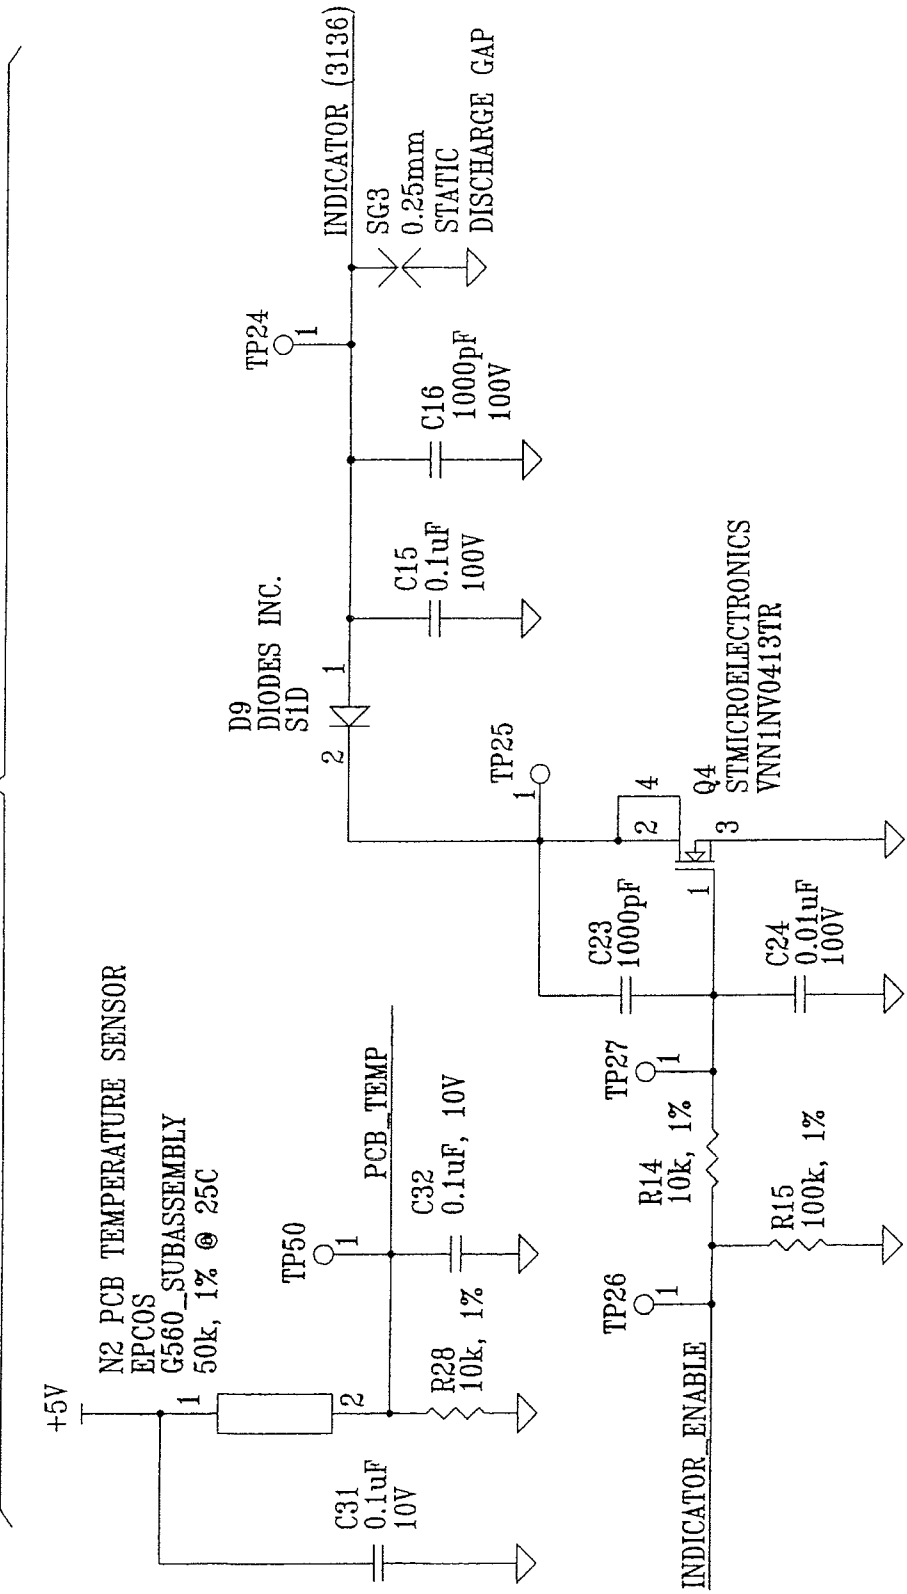 +5V
N2 PCB TEMPERATURE SENSOR
EPCOS
G560_SUBASSEMBLY
50k, 1% @ 25C
1
2
C31
0.1uF
10V
R28
10k, 1%
TP50
1
PCB_TEMP
C32
0.1uF, 10V
D9
DIODES INC.
S1D
2
1
TP24
1
INDICATOR (3136)
C15
0.1uF
100V
C16
1000pF
100V
SG3
0.25mm
STATIC
DISCHARGE GAP
TP25
1
C23
1000pF
2
4
1
3
Q4
STMICROELECTRONICS
VNN1NV0413TR
INDICATOR_ENABLE
TP26
1
R14
10k, 1%
R15
100k, 1%
TP27
1
C24
0.01uF
100V